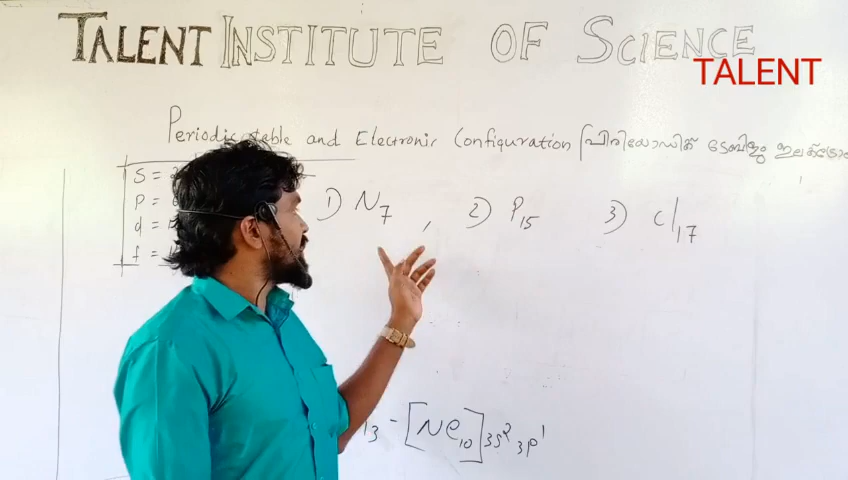 TALENT INSTITUTE OF SCIENCE
TALENT
Periodic table and Electronic Configuration (പിരിയോഡിക് ടേബിളും
S =
P =
d =
f =
1) N7 , 2) P15 3) Cl17
13 - [Ne10] 3s² 3p¹